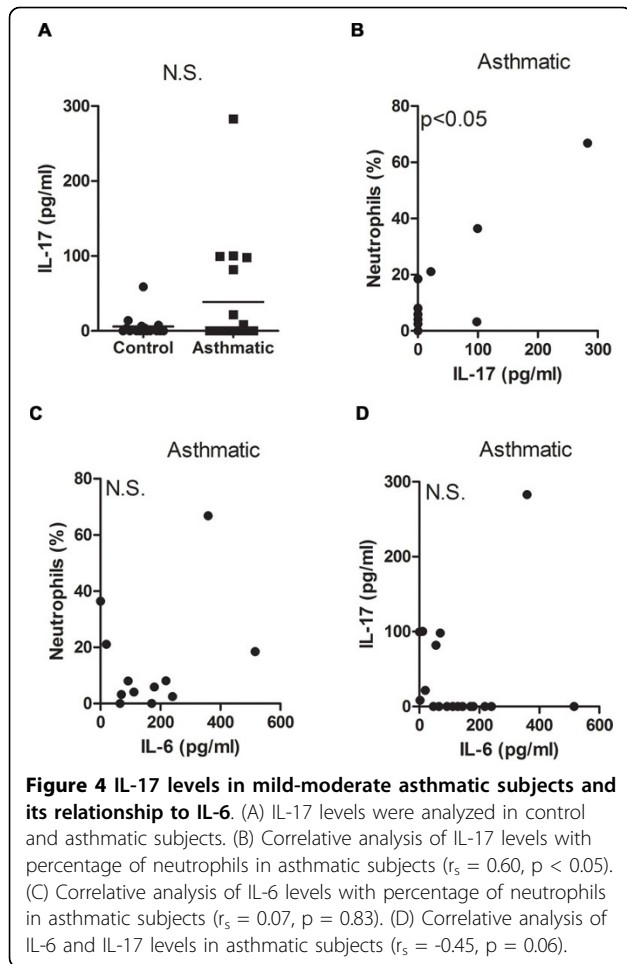 A
N.S.
300
200
100
0
IL-17 (pg/ml)
Control Asthmatic
B
Asthmatic
p<0.05
80
60
40
20
0
Neutrophils (%)
0 100 200 300
IL-17 (pg/ml)
C
Asthmatic
N.S.
80
60
40
20
0
Neutrophils (%)
0 200 400 600
IL-6 (pg/ml)
D
Asthmatic
N.S.
300
200
100
0
IL-17 (pg/ml)
0 200 400 600
IL-6 (pg/ml)
Figure 4 IL-17 levels in mild-moderate asthmatic subjects and
its relationship to IL-6. (A) IL-17 levels were analyzed in control
and asthmatic subjects. (B) Correlative analysis of IL-17 levels with
percentage of neutrophils in asthmatic subjects (rs = 0.60, p < 0.05).
(C) Correlative analysis of IL-6 levels with percentage of neutrophils
in asthmatic subjects (rs = 0.07, p = 0.83). (D) Correlative analysis of
IL-6 and IL-17 levels in asthmatic subjects (rs = -0.45, p = 0.06).